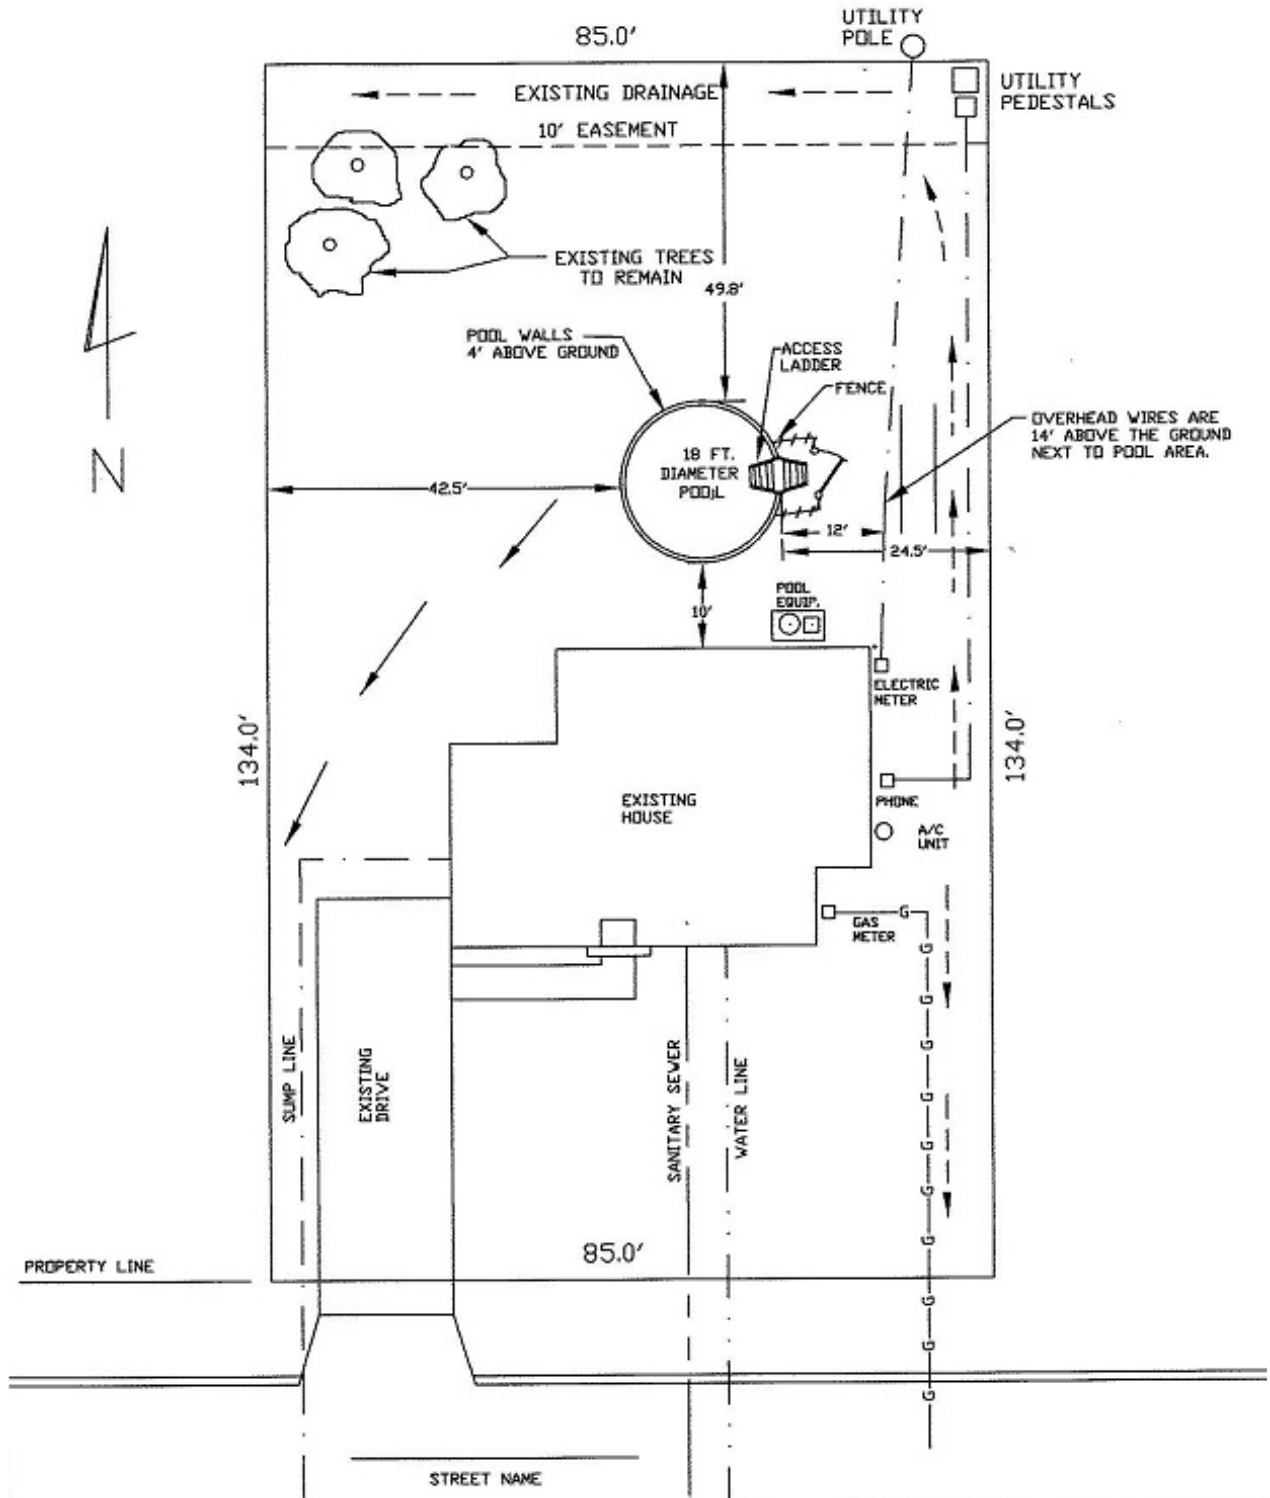 85.0'
UTILITY
POLE
EXISTING DRAINAGE
UTILITY
PEDESTALS
10' EASEMENT
EXISTING TREES
TO REMAIN
49.8'
POOL WALLS
4' ABOVE GROUND
ACCESS
LADDER
FENCE
OVERHEAD WIRES ARE
14' ABOVE THE GROUND
NEXT TO POOL AREA.
N
18 FT.
DIAMETER
POO;L
42.5'
12'
24.5'
10'
POOL
EQUIP.
ELECTRIC
METER
134.0'
134.0'
EXISTING
HOUSE
PHONE
A/C
UNIT
G
GAS
METER
G
G
G
G
G
G
G
G
G
G
SUMP LINE
EXISTING
DRIVE
SANITARY SEWER
WATER LINE
85.0'
PROPERTY LINE
STREET NAME